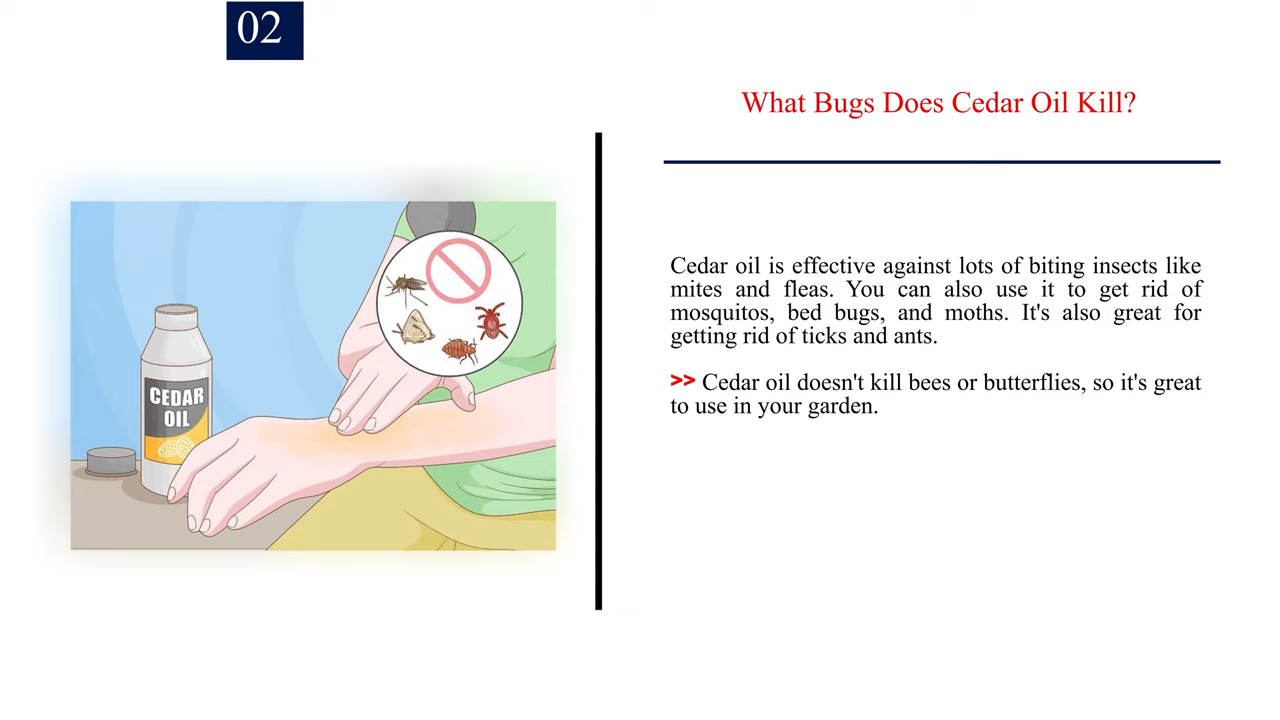 02
What Bugs Does Cedar Oil Kill?
Cedar oil is effective against lots of biting insects like
mites and fleas. You can also use it to get rid of
mosquitos, bed bugs, and moths. It's also great for
getting rid of ticks and ants.
>> Cedar oil doesn't kill bees or butterflies, so it's great
to use in your garden.
CEDAR
OIL